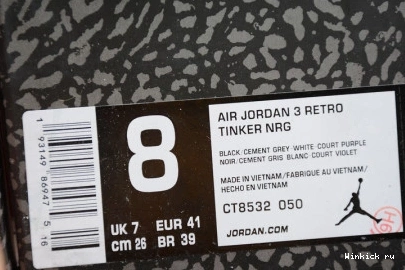 1 93149 86947 5 16
8
UK 7 EUR 41
cm 26 BR 39
AIR JORDAN 3 RETRO
TINKER NRG
BLACK/CEMENT GREY-WHITE-COURT PURPLE
NOIR/CEMENT GRIS-BLANC-COURT VIOLET
MADE IN VIETNAM/FABRIQUE AU VIETNAM/
HECHO EN VIETNAM
CT8532 050
JORDAN.COM
Minkick ru